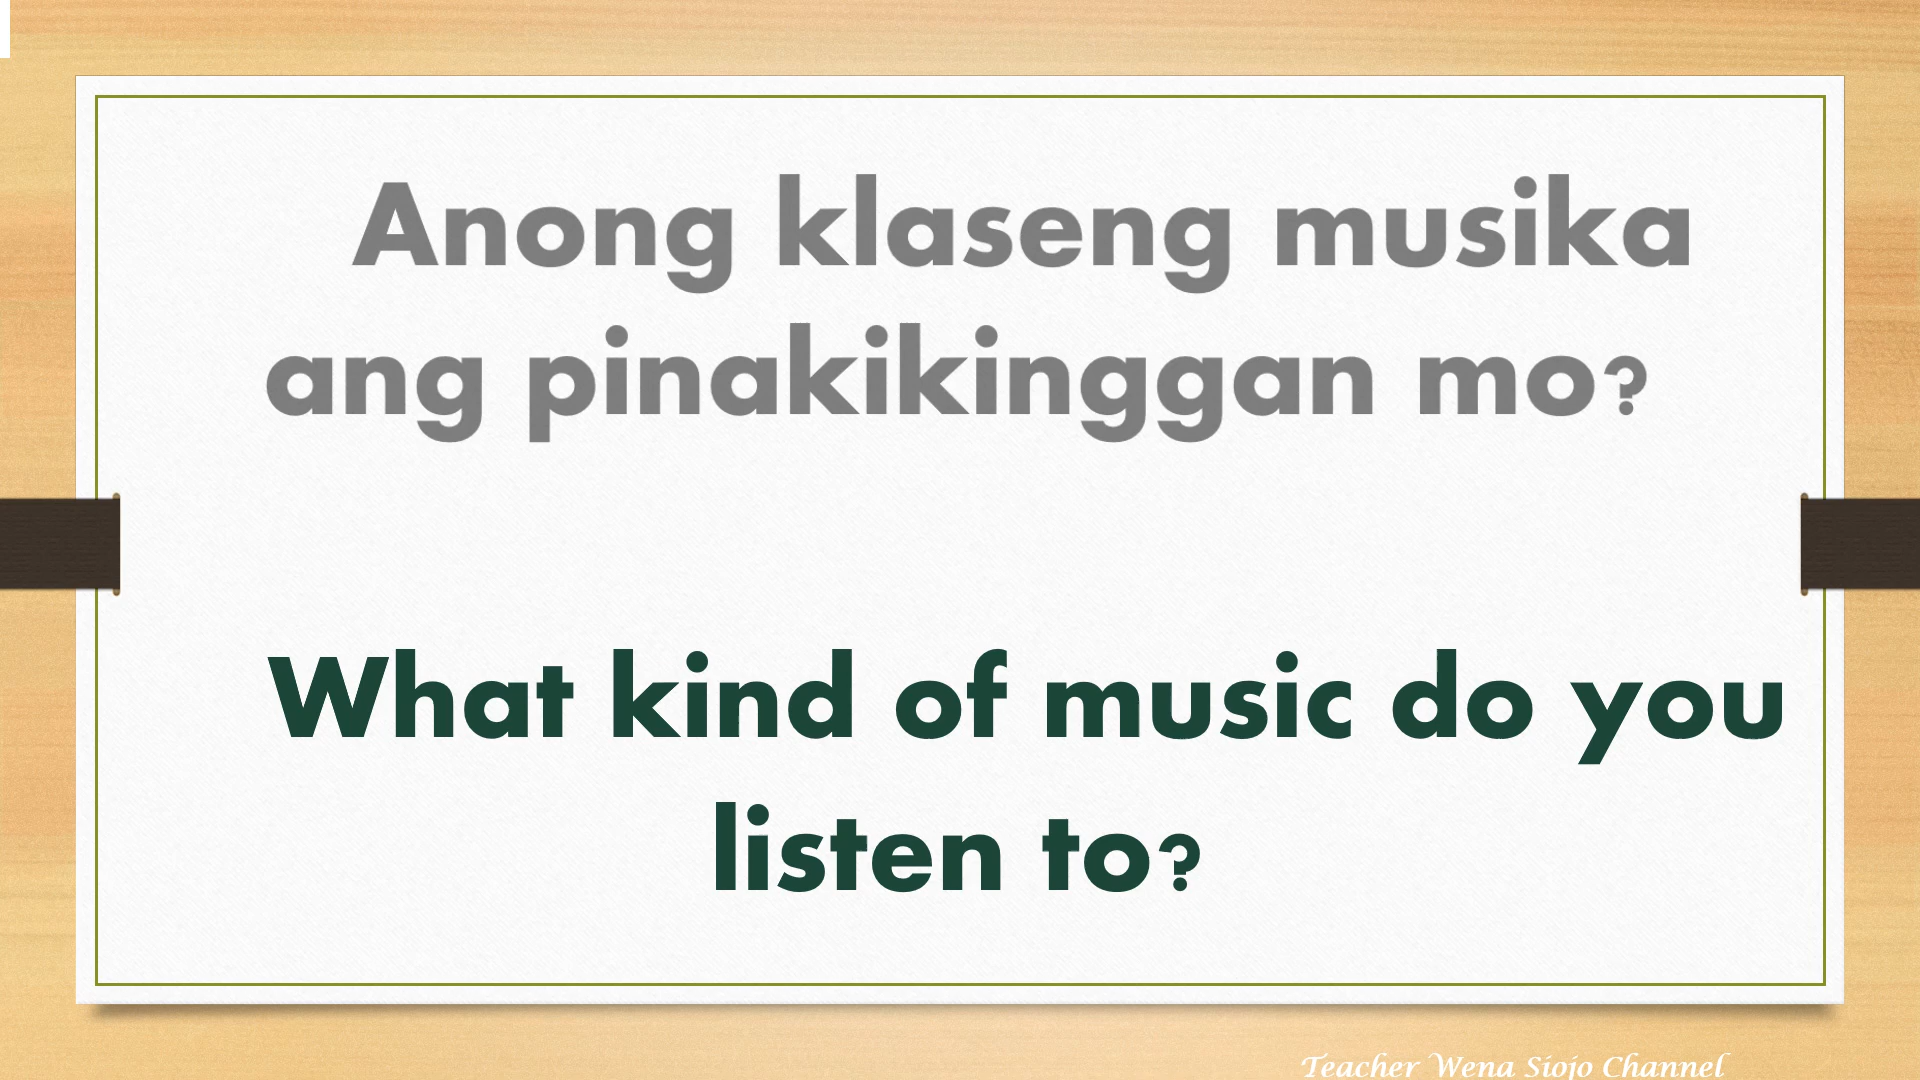 Anong klaseng musika
ang pinakikinggan mo?
What kind of music do you
listen to?
Teacher Wena Siojo Channel